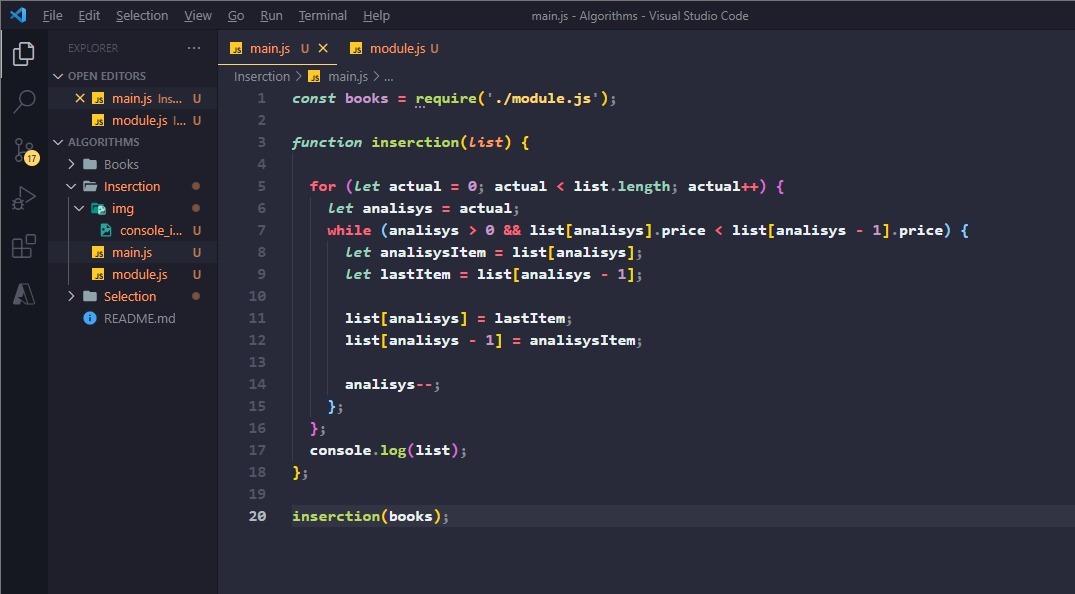 File Edit Selection View Go Run Terminal Help main.js - Algorithms - Visual Studio Code
EXPLORER ...
OPEN EDITORS
main.js Ins... U
module.js I... U
ALGORITHMS
Books
Inserction
img
console_i... U
main.js U
module.js U
Selection
README.md
17
JS main.js U JS module.js U
Inserction > JS main.js > ...
1 const books = require('./module.js');
2
3 function inserction(list) {
4
5 for (let actual = 0; actual < list.length; actual++) {
6 let analisys = actual;
7 while (analisys > 0 && list[analisys].price < list[analisys - 1].price) {
8 let analisysItem = list[analisys];
9 let lastItem = list[analisys - 1];
10
11 list[analisys] = lastItem;
12 list[analisys - 1] = analisysItem;
13
14 analisys--;
15 };
16 };
17 console.log(list);
18 };
19
20 inserction(books);